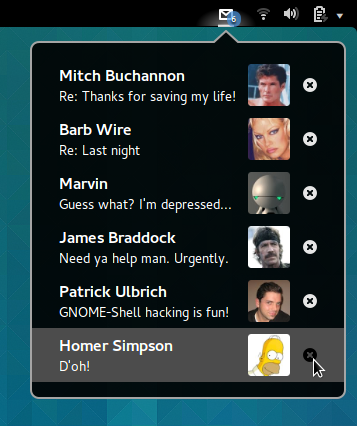 6
Mitch Buchannon
Re: Thanks for saving my life!
Barb Wire
Re: Last night
Marvin
Guess what? I'm depressed...
James Braddock
Need ya help man. Urgently.
Patrick Ulbrich
GNOME-Shell hacking is fun!
Homer Simpson
D'oh!